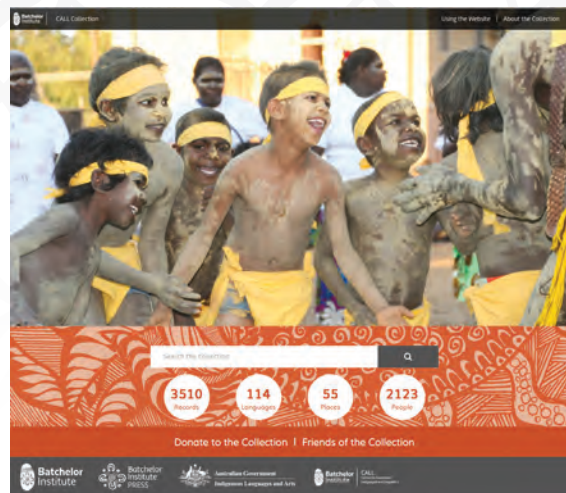 Batchelor Institute CALL Collection Using the Website | About the Collection
Search the Collection
3510 114 55 2123
Records Languages Places People
Donate to the Collection | Friends of the Collection
Batchelor Institute
Batchelor Institute PRESS
Australian Government
Indigenous Languages and Arts
Batchelor Institute
CALL